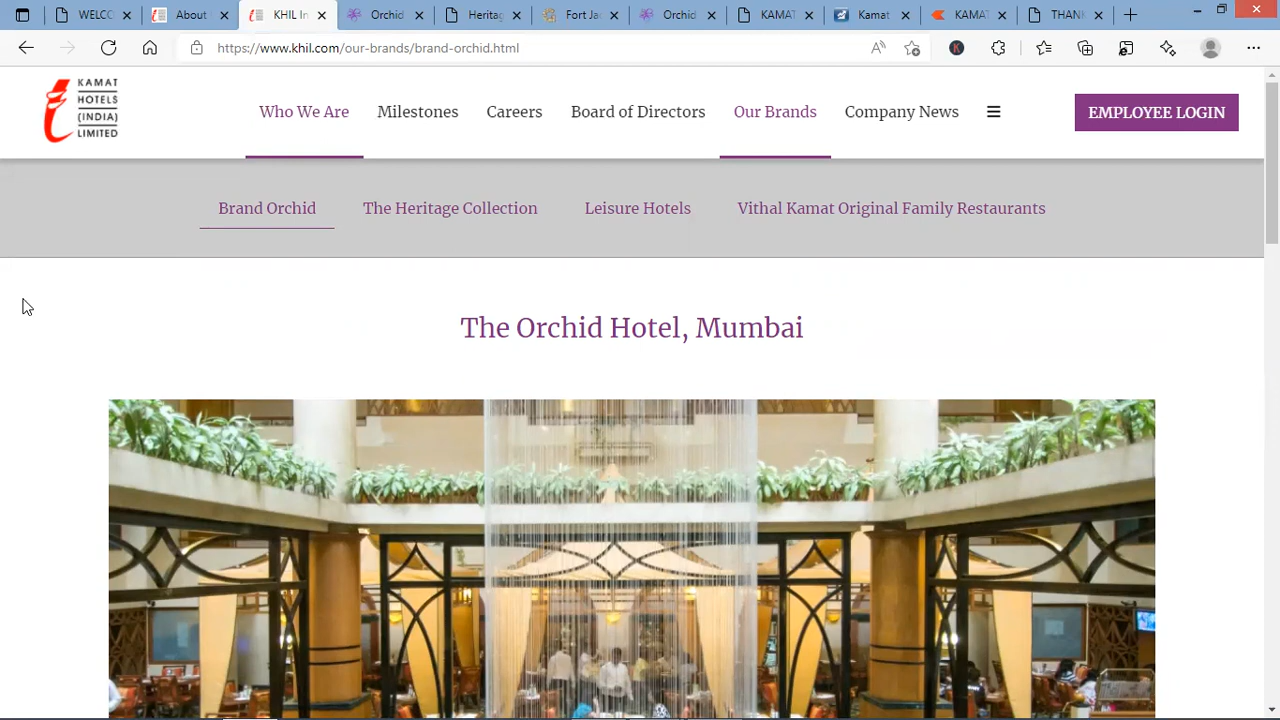 WELCO
About U
KHIL In
Orchid
Heritag
Fort Ja
Orchid
KAMAT
Kamat
KAMAT
THANK
https://www.khil.com/our-brands/brand-orchid.html
KAMAT
HOTELS
(INDIA)
LIMITED
Who We Are
Milestones
Careers
Board of Directors
Our Brands
Company News
EMPLOYEE LOGIN
Brand Orchid
The Heritage Collection
Leisure Hotels
Vithal Kamat Original Family Restaurants
The Orchid Hotel, Mumbai